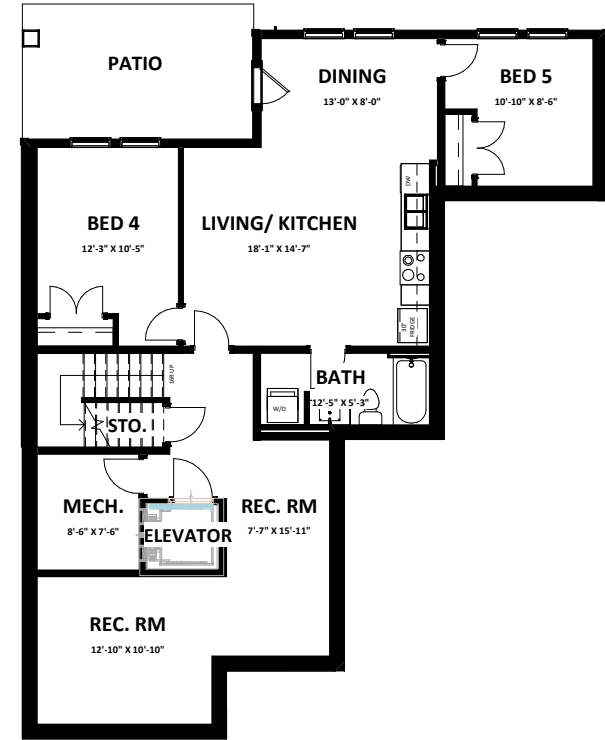 PATIO
DINING
13'-0" X 8'-0"
BED 5
10'-10" X 8'-6"
DW
BED 4
12'-3" X 10'-5"
LIVING/ KITCHEN
18'-1" X 14'-7"
30"
FRIDGE
16R UP
BATH
12'-5" X 5'-3"
W/D
STO.
MECH.
8'-6" X 7'-6"
ELEVATOR
REC. RM
7'-7" X 15'-11"
REC. RM
12'-10" X 10'-10"